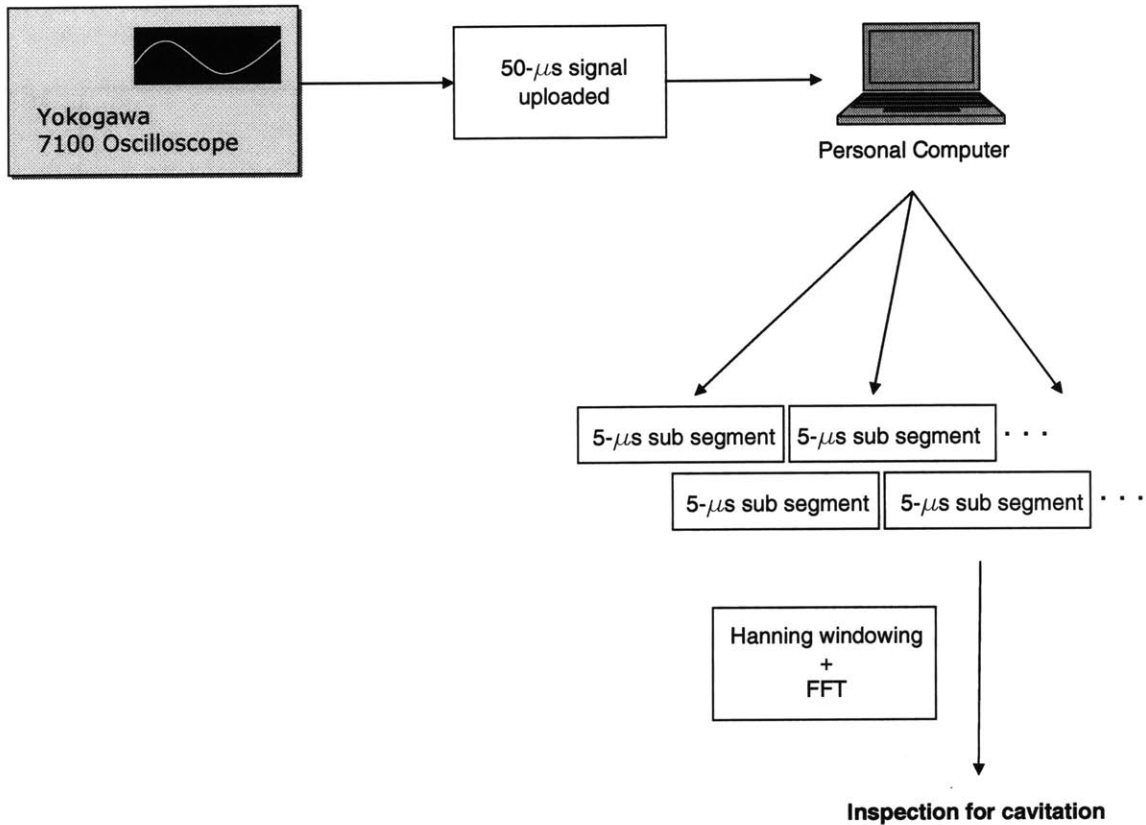 Yokogawa
7100 Oscilloscope
50-μs signal
uploaded
Personal Computer
5-μs sub segment
5-μs sub segment
. . .
5-μs sub segment
5-μs sub segment
. . .
Hanning windowing
+
FFT
Inspection for cavitation